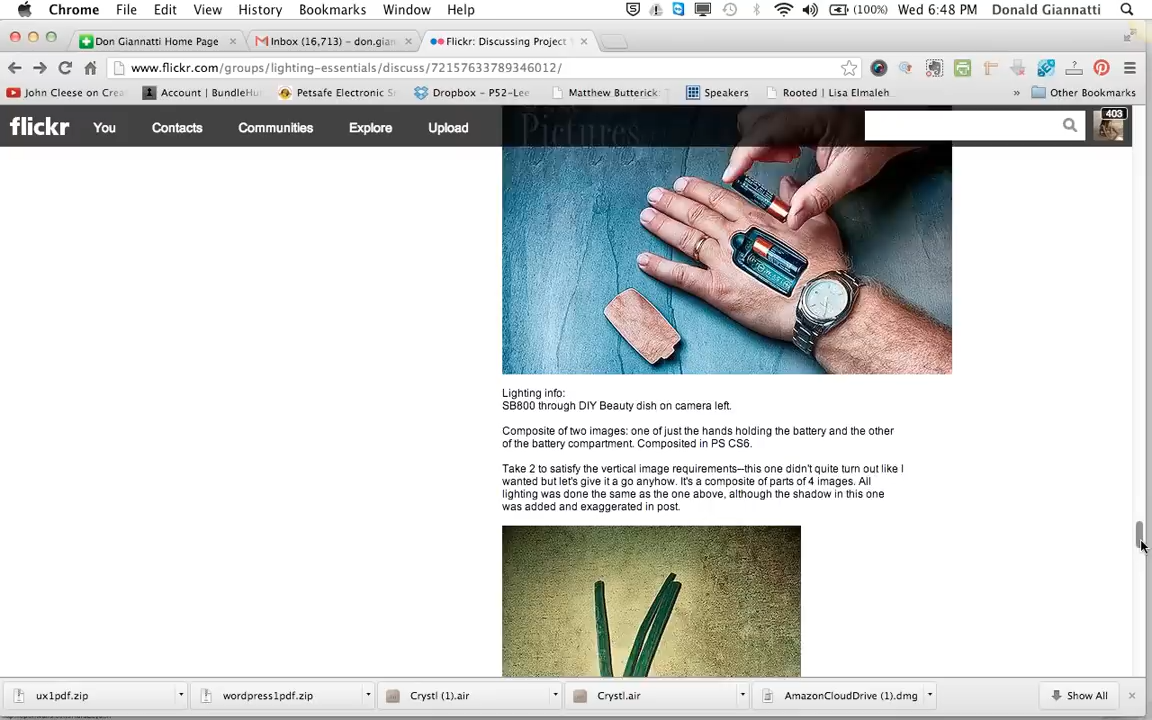 Chrome File Edit View History Bookmarks Window Help (100%) Wed 6:48 PM Donald Giannatti
Don Giannatti Home Page Inbox (16,713) – don.gian Flickr: Discussing Project
www.flickr.com/groups/lighting-essentials/discuss/72157633789346012/
John Cleese on Crea Account | BundleHu Petsafe Electronic S Dropbox – P52-Lee Matthew Butterick: Speakers Rooted | Lisa Elmaleh » Other Bookmarks
flickr You Contacts Communities Explore Upload 403
Pictures
Lighting info:
SB800 through DIY Beauty dish on camera left.
Composite of two images: one of just the hands holding the battery and the other
of the battery compartment. Composited in PS CS6.
Take 2 to satisfy the vertical image requirements--this one didn't quite turn out like I
wanted but let's give it a go anyhow. It's a composite of parts of 4 images. All
lighting was done the same as the one above, although the shadow in this one
was added and exaggerated in post.
ux1pdf.zip wordpress1pdf.zip Crystl (1).air Crystl.air AmazonCloudDrive (1).dmg Show All